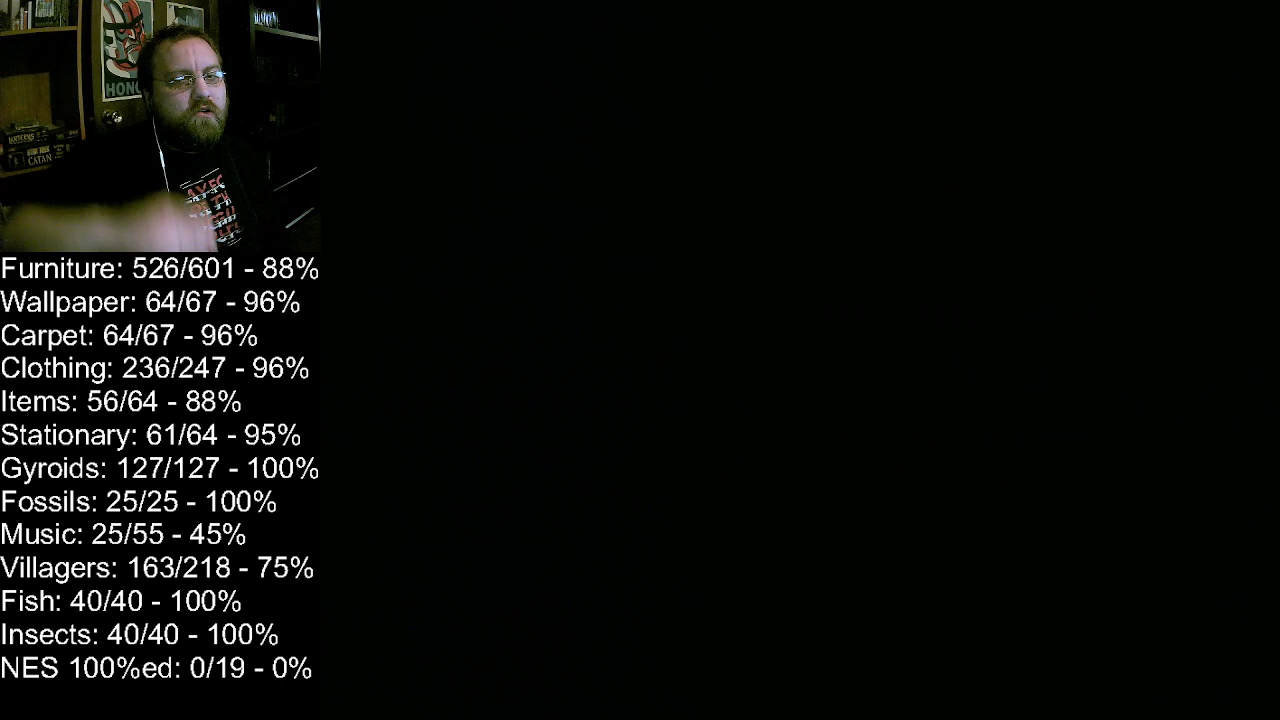 HONO
CATAN
Furniture: 526/601 - 88%
Wallpaper: 64/67 - 96%
Carpet: 64/67 - 96%
Clothing: 236/247 - 96%
Items: 56/64 - 88%
Stationary: 61/64 - 95%
Gyroids: 127/127 - 100%
Fossils: 25/25 - 100%
Music: 25/55 - 45%
Villagers: 163/218 - 75%
Fish: 40/40 - 100%
Insects: 40/40 - 100%
NES 100%ed: 0/19 - 0%